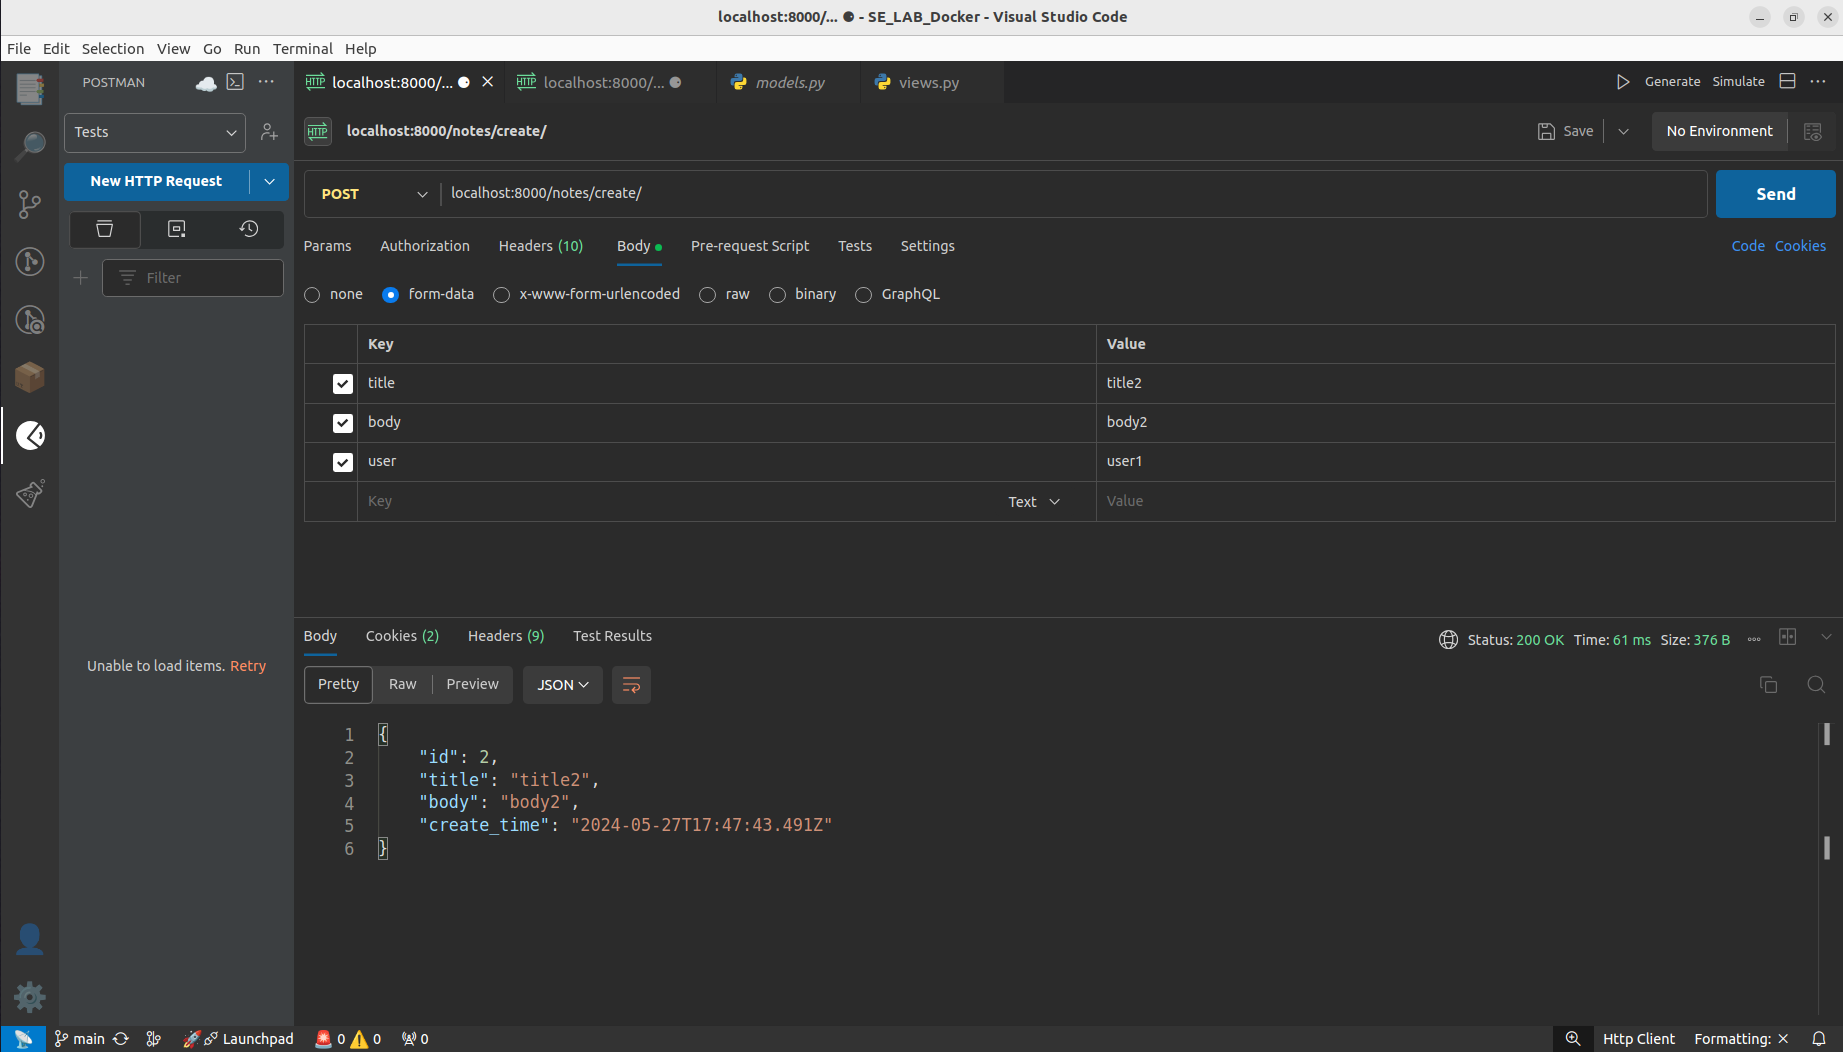 localhost:8000/... ● - SE_LAB_Docker - Visual Studio Code
File Edit Selection View Go Run Terminal Help
POSTMAN
HTTP localhost:8000/... HTTP localhost:8000/... models.py views.py Generate Simulate
Tests
HTTP localhost:8000/notes/create/ Save No Environment
New HTTP Request
POST localhost:8000/notes/create/ Send
Params Authorization Headers (10) Body Pre-request Script Tests Settings Code Cookies
Filter
none form-data x-www-form-urlencoded raw binary GraphQL
Key Value
title title2
body body2
user user1
Key Text Value
Body Cookies (2) Headers (9) Test Results Status: 200 OK Time: 61 ms Size: 376 B
Unable to load items. Retry
Pretty Raw Preview JSON
1 {
2 "id": 2,
3 "title": "title2",
4 "body": "body2",
5 "create_time": "2024-05-27T17:47:43.491Z"
6 }
main Launchpad 0 0 0 Http Client Formatting: ×